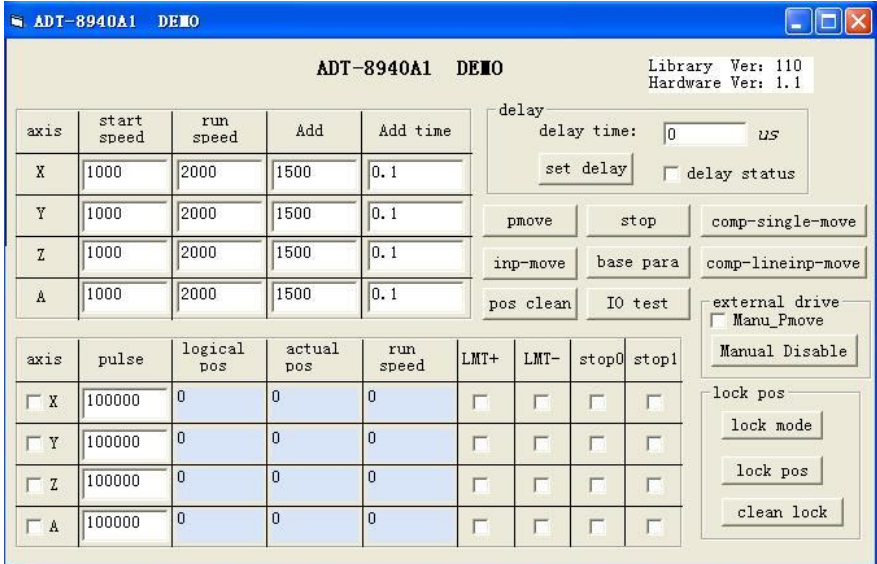 ADT-8940A1 DEMO
ADT-8940A1 DEMO
Library Ver: 110
Hardware Ver: 1.1
axis start speed run speed Add Add time
X 1000 2000 1500 0.1
Y 1000 2000 1500 0.1
Z 1000 2000 1500 0.1
A 1000 2000 1500 0.1
delay
delay time: 0 us
set delay delay status
pmove stop comp-single-move
inp-move base para comp-lineinp-move
pos clean IO test
external drive
Manu_Pmove
Manual Disable
axis pulse logical pos actual pos run speed LMT+ LMT- stop0 stop1
X 100000 0 0 0
Y 100000 0 0 0
Z 100000 0 0 0
A 100000 0 0 0
lock pos
lock mode
lock pos
clean lock